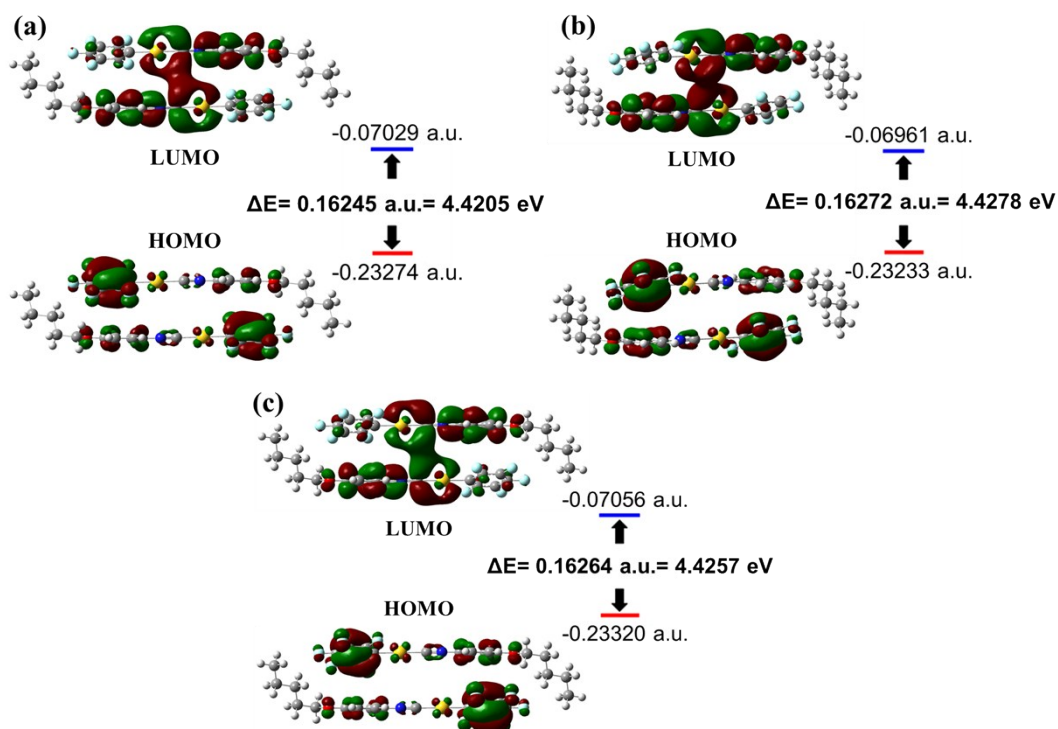 (a)
LUMO
-0.07029 a.u.
ΔE= 0.16245 a.u.= 4.4205 eV
HOMO
-0.23274 a.u.
(b)
LUMO
-0.06961 a.u.
ΔE= 0.16272 a.u.= 4.4278 eV
HOMO
-0.23233 a.u.
(c)
LUMO
-0.07056 a.u.
ΔE= 0.16264 a.u.= 4.4257 eV
HOMO
-0.23320 a.u.